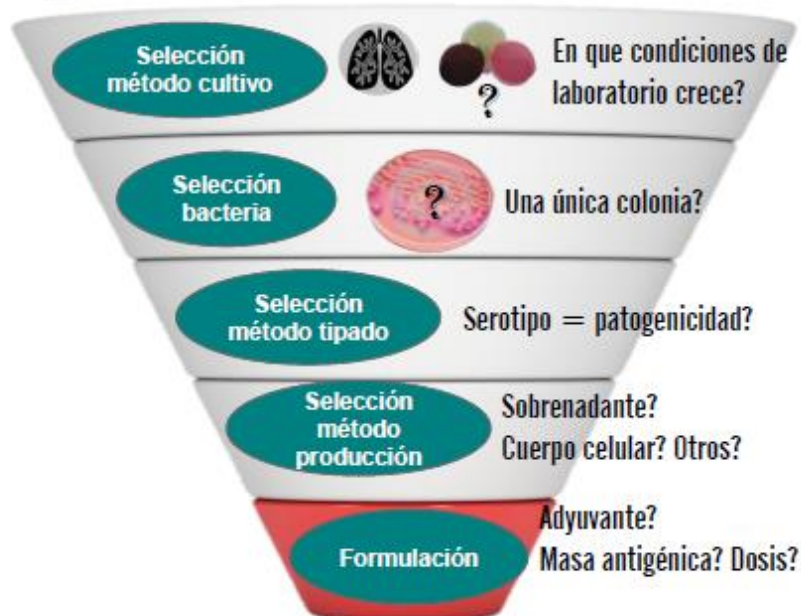 Selección
método cultivo
?
En que condiciones de
laboratorio crece?
Selección
bacteria
?
Una única colonia?
Selección
método tipado
Serotipo = patogenicidad?
Selección
método
producción
Sobrenadante?
Cuerpo celular? Otros?
Formulación
Adyuvante?
Masa antigénica? Dosis?